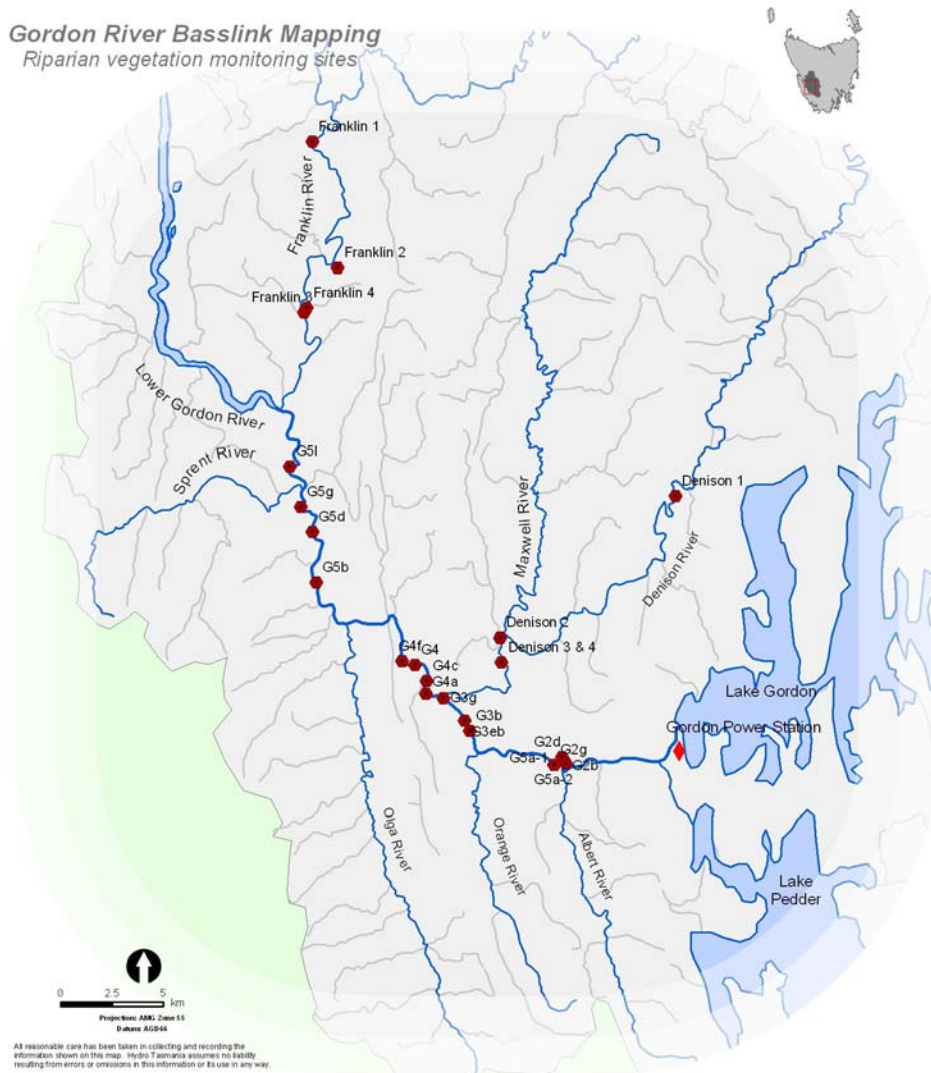 Gordon River Basslink Mapping
Riparian vegetation monitoring sites
Franklin 1
Franklin River
Franklin 2
Franklin 3
Franklin 4
Lower Gordon River
Sprent River
G5l
G5g
G5d
G5b
Maxwell River
Denison 1
Denison River
Denison 2
Denison 3 & 4
G4f
G4
G4c
G4a
G3g
G3b
G3eb
Lake Gordon
Gordon Power Station
G2d
G2g
G5a-1
G2b
G5a-2
Olga River
Orange River
Albert River
Lake
Pedder
0 2.5 5
km
Projection: AMG Zone 55
Datum: AGD66
All reasonable care has been taken in collecting and recording the
information shown on this map. Hydro Tasmania assumes no liability
resulting from errors or omissions in this information or its use in any way.